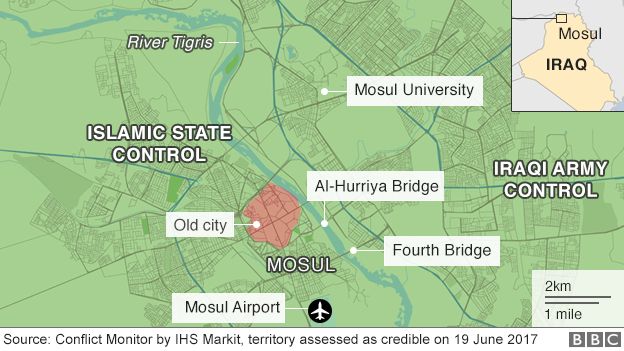 River Tigris
Mosul
IRAQ
Mosul University
ISLAMIC STATE
CONTROL
IRAQI ARMY
CONTROL
Al-Hurriya Bridge
Old city
Fourth Bridge
MOSUL
Mosul Airport
2km
1 mile
Source: Conflict Monitor by IHS Markit, territory assessed as credible on 19 June 2017
BBC